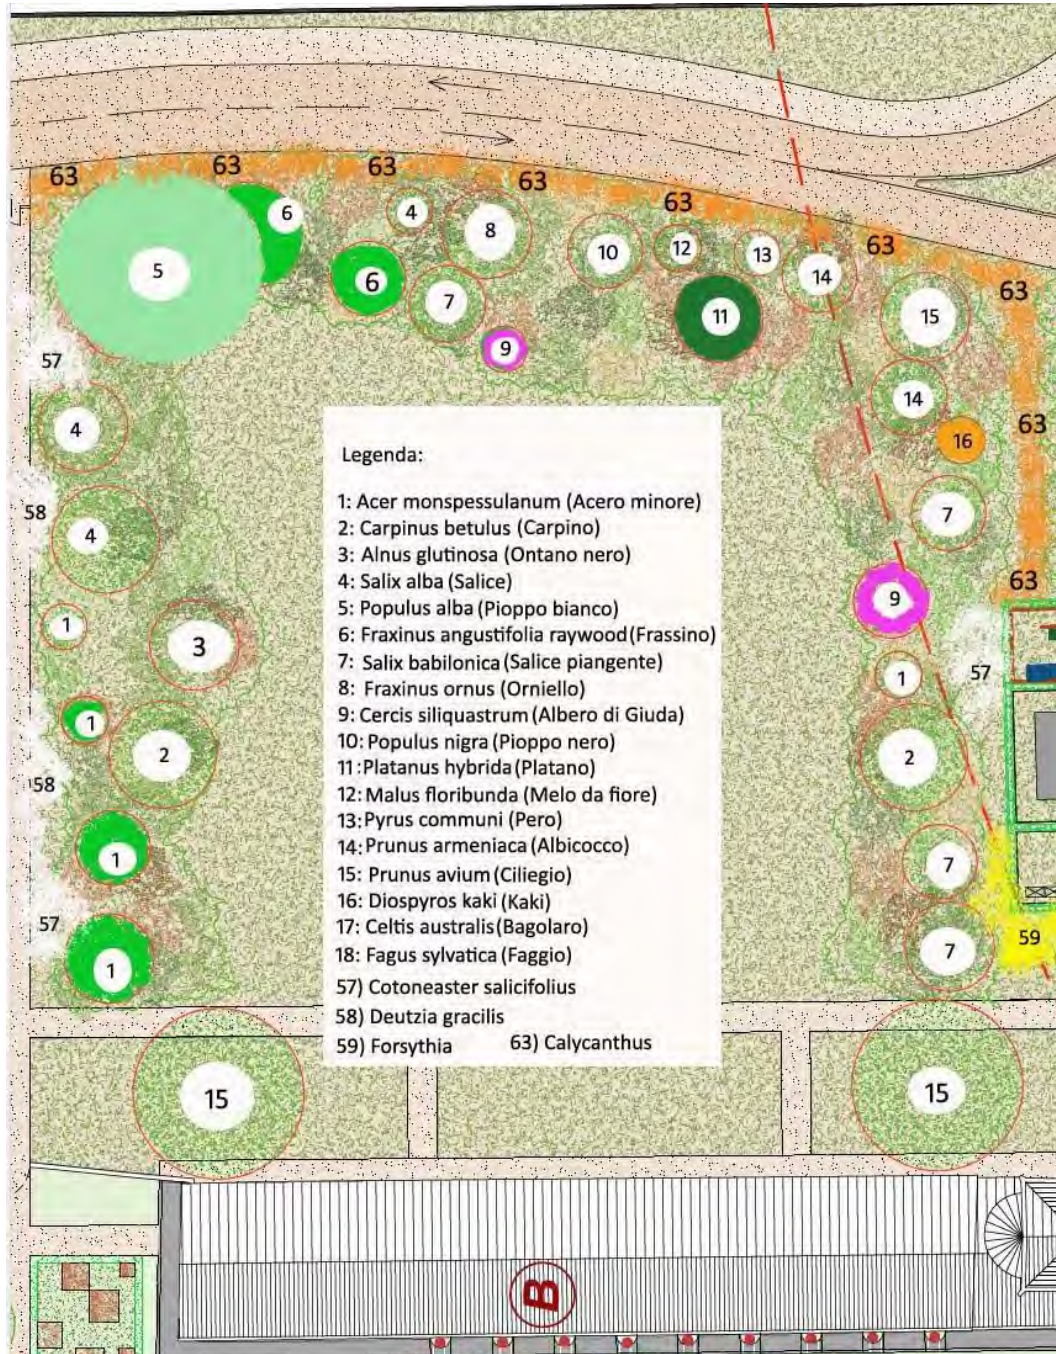 63
63
63
63
63
63
63
6
4
8
10
12
13
14
5
6
7
11
15
9
57
4
14
16
63
58
4
7
63
1
3
9
1
57
1
2
2
58
1
7
57
1
7
59
15
15
Legenda:
1: Acer monspessulanum (Acero minore)
2: Carpinus betulus (Carpino)
3: Alnus glutinosa (Ontano nero)
4: Salix alba (Salice)
5: Populus alba (Pioppo bianco)
6: Fraxinus angustifolia raywood (Frassino)
7: Salix babilonica (Salice piangente)
8: Fraxinus ornus (Orniello)
9: Cercis siliquastrum (Albero di Giuda)
10: Populus nigra (Pioppo nero)
11: Platanus hybrida (Platano)
12: Malus floribunda (Melo da fiore)
13: Pyrus communi (Pero)
14: Prunus armeniaca (Albicocco)
15: Prunus avium (Ciliegio)
16: Diospyros kaki (Kaki)
17: Celtis australis (Bagolaro)
18: Fagus sylvatica (Faggio)
57) Cotoneaster salicifolius
58) Deutzia gracilis
59) Forsythia 63) Calycanthus
B